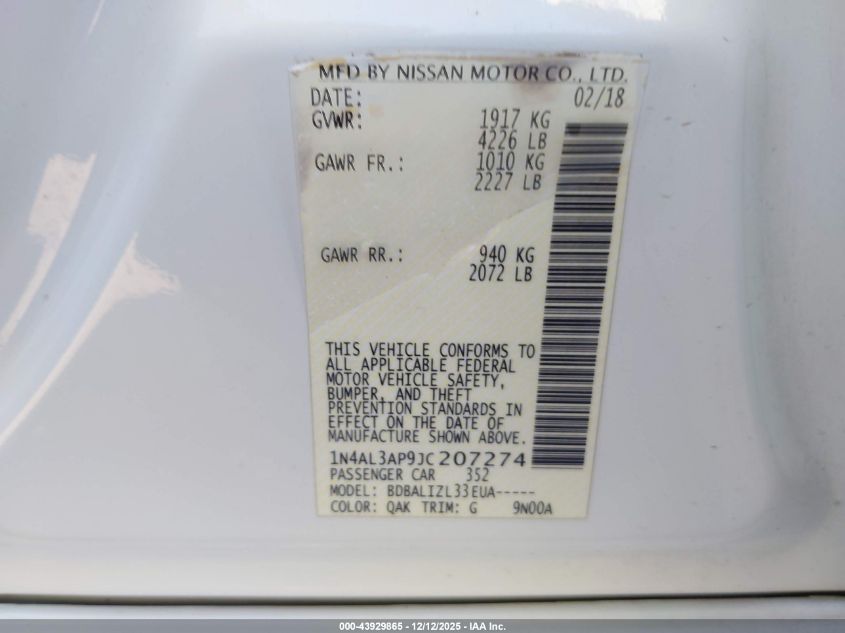 MFD BY NISSAN MOTOR CO., LTD.
DATE: 02/18
GVWR: 1917 KG
4226 LB
GAWR FR.: 1010 KG
2227 LB
GAWR RR.: 940 KG
2072 LB
THIS VEHICLE CONFORMS TO
ALL APPLICABLE FEDERAL
MOTOR VEHICLE SAFETY,
BUMPER, AND THEFT
PREVENTION STANDARDS IN
EFFECT ON THE DATE OF
MANUFACTURE SHOWN ABOVE.
1N4AL3AP9JC207274
PASSENGER CAR 352
MODEL: BDBALIZL33EUA-----
COLOR: QAK TRIM: G 9N00A
000-43929865 - 12/12/2025 - IAA Inc.